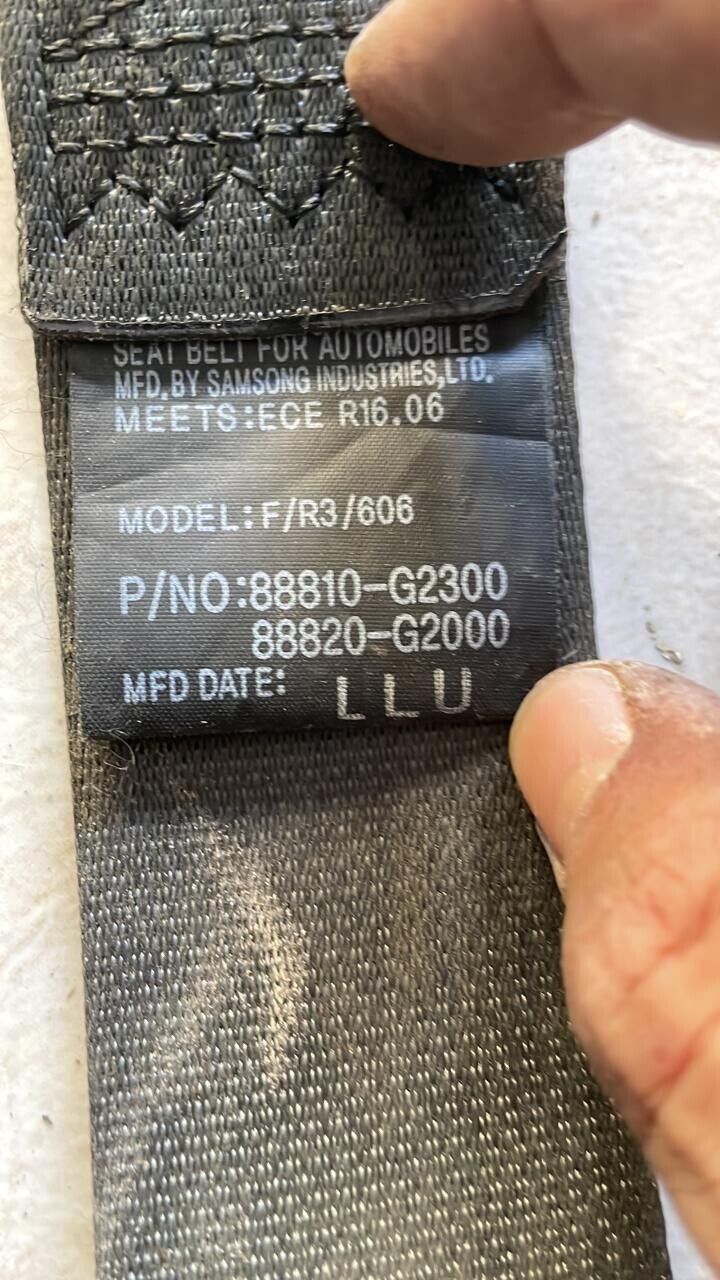 SEAT BELT FOR AUTOMOBILES
MFD. BY SAMSONG INDUSTRIES,LTD.
MEETS:ECE R16.06
MODEL:F/R3/606
P/NO:88810-G2300
88820-G2000
MFD DATE: LLU